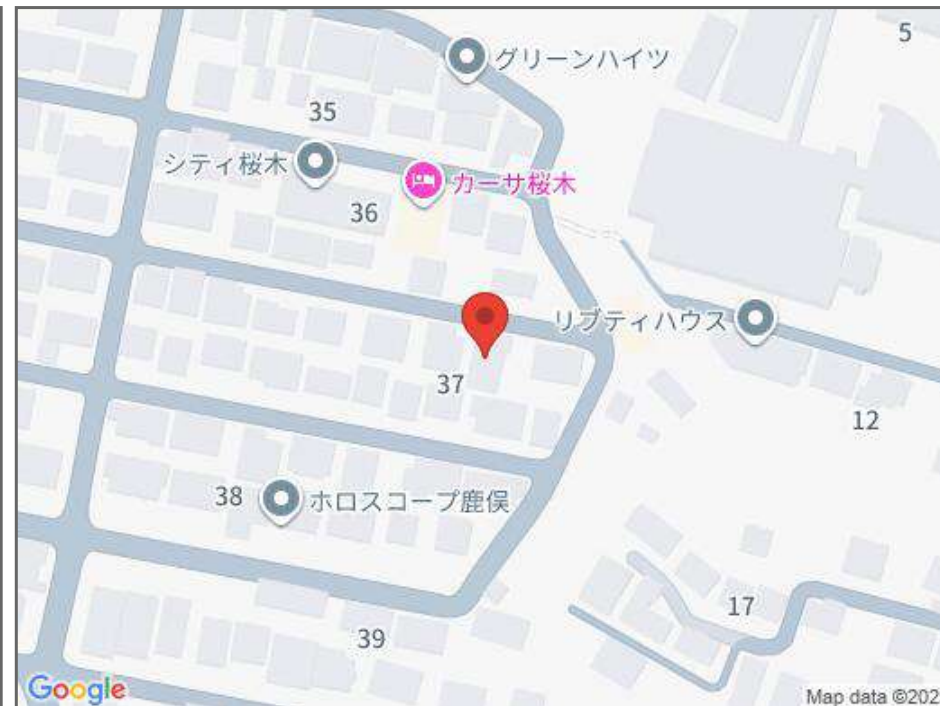 5
グリーンハイツ
35
シティ桜木
カーサ桜木
36
リブティハウス
37
12
38
ホロスコープ鹿俣
17
39
Google
Map data ©202